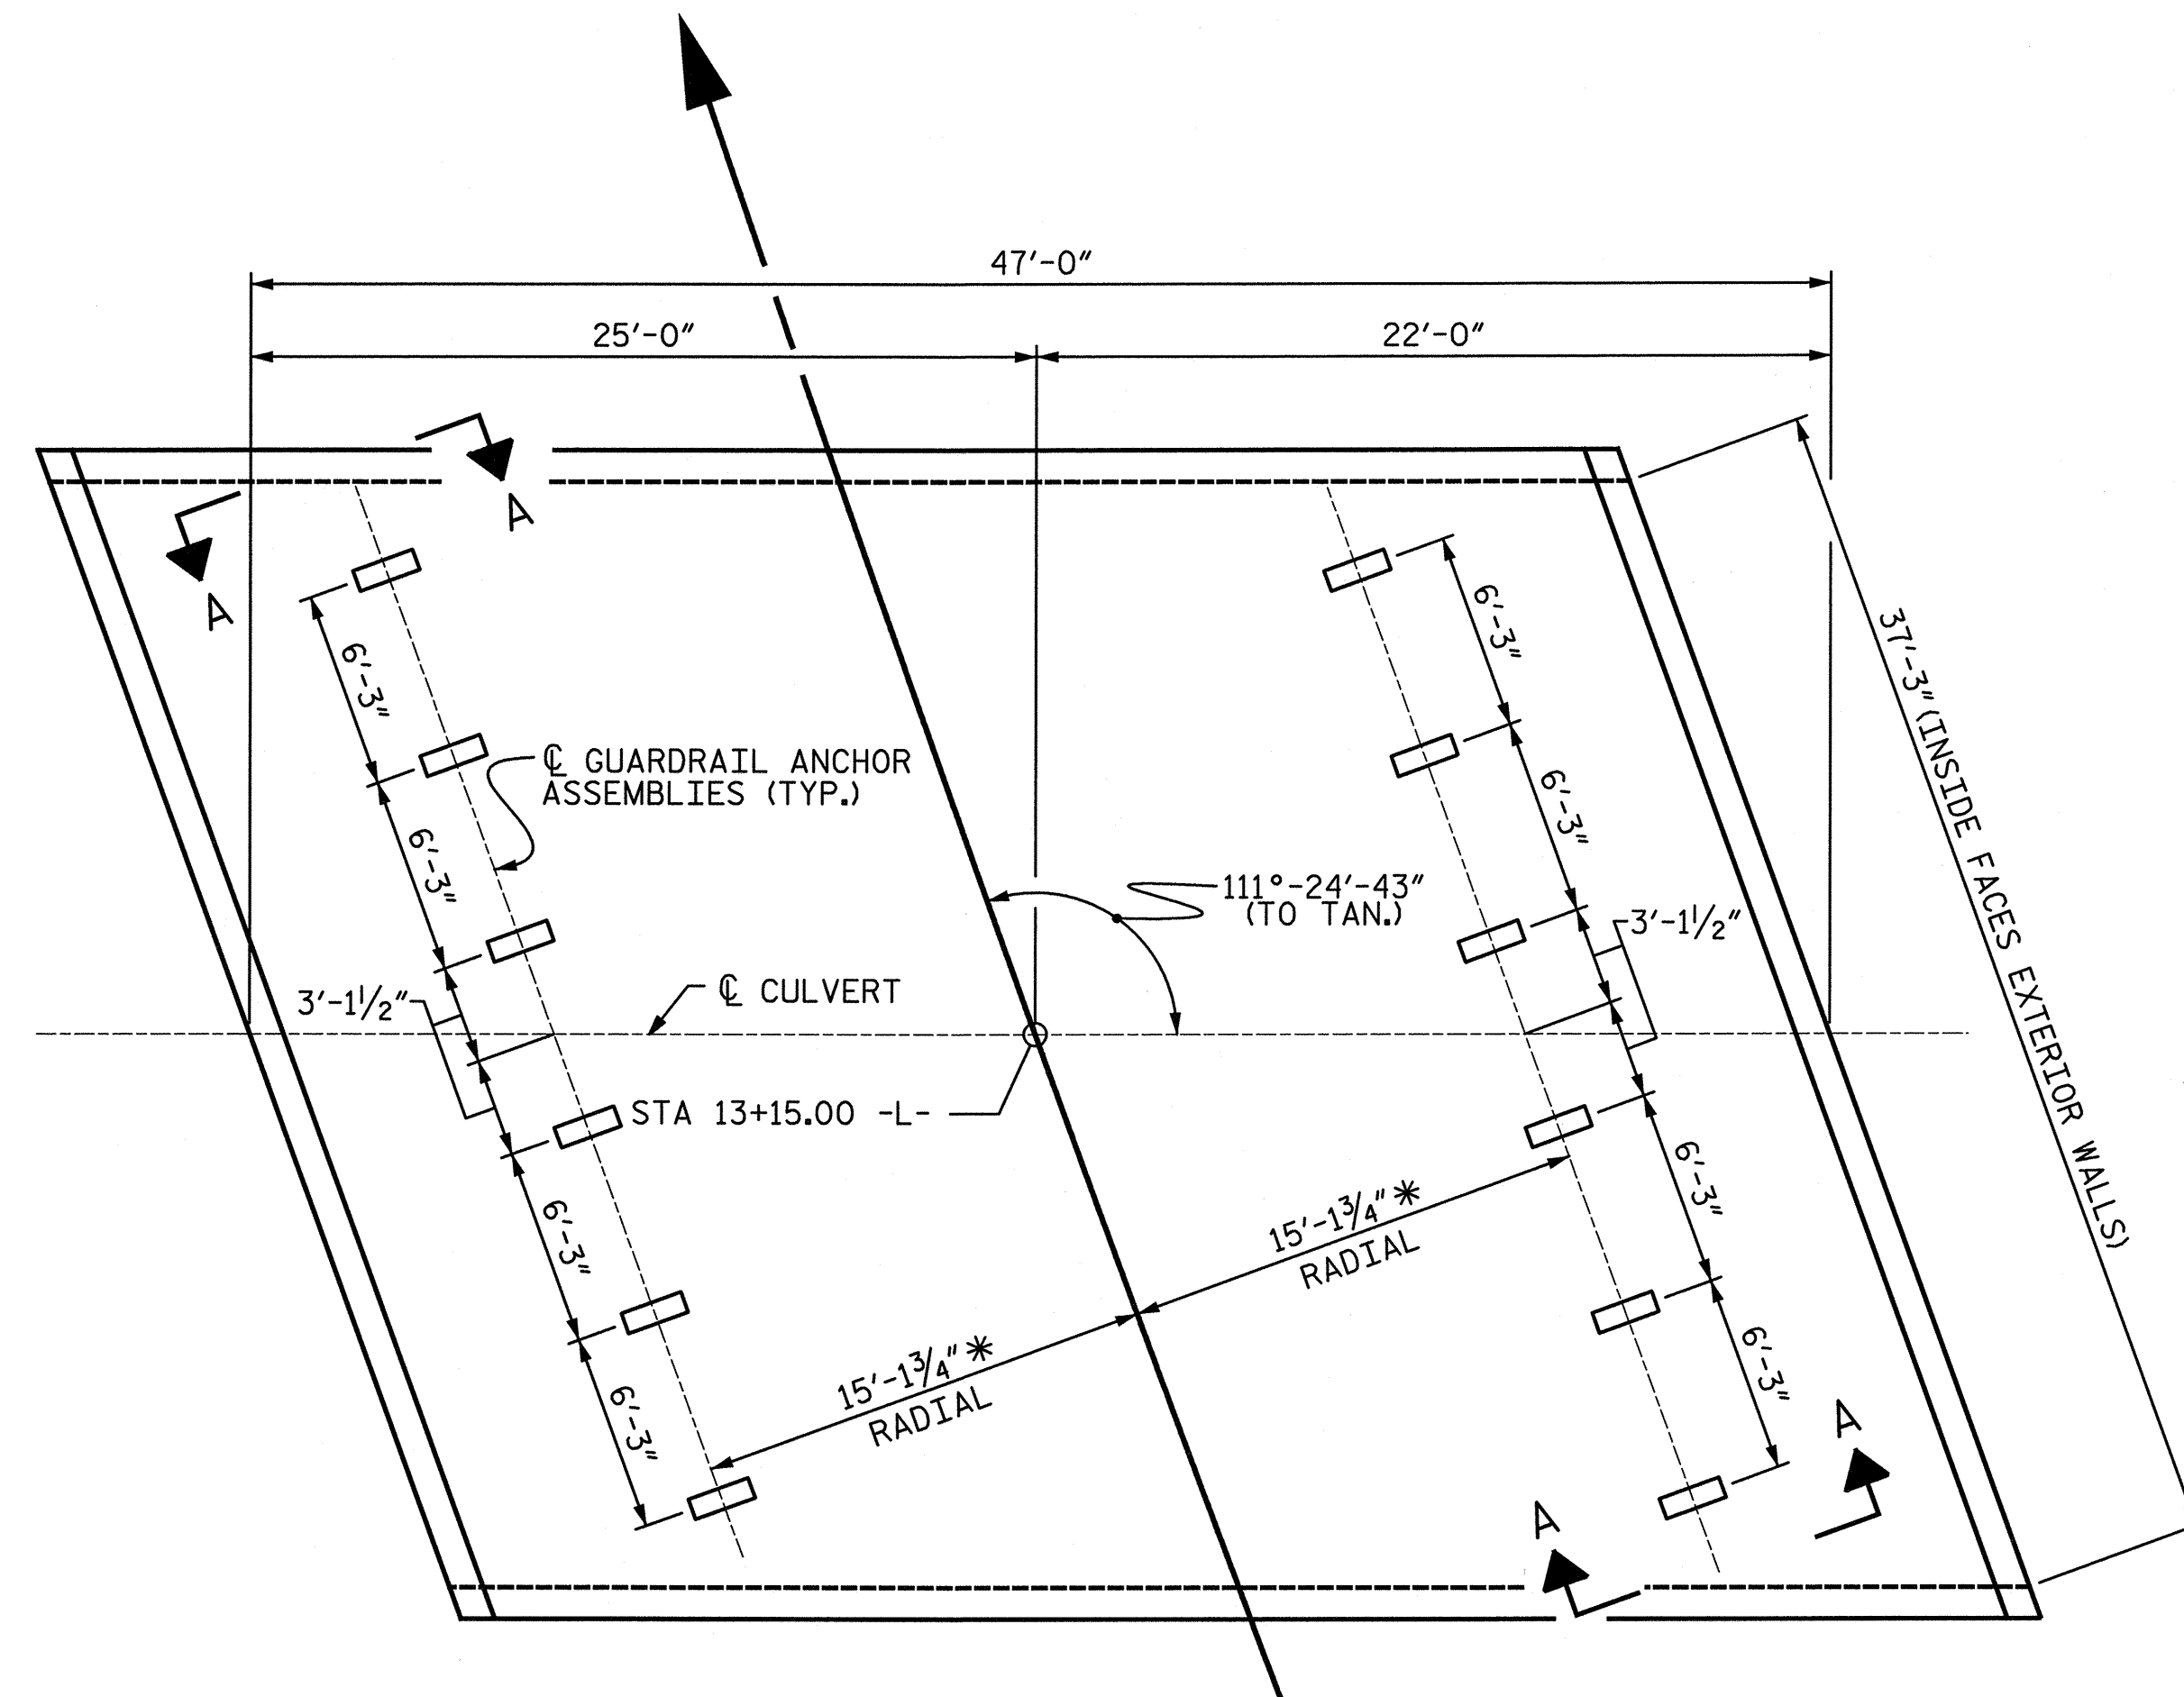 47'-0"
25'-0"
22'-0"
A
A
6'-3"
6'-3"
6'-3"
6'-3"
℄ GUARDRAIL ANCHOR
ASSEMBLIES (TYP.)
37'-3" (INSIDE FACES EXTERIOR WALLS)
111°-24'-43"
(TO TAN.)
3'-1½"
℄ CULVERT
3'-1½"
STA 13+15.00 -L-
15'-1¾" *
RADIAL
6'-3"
6'-3"
15'-1¾" *
RADIAL
6'-3"
6'-3"
A
A